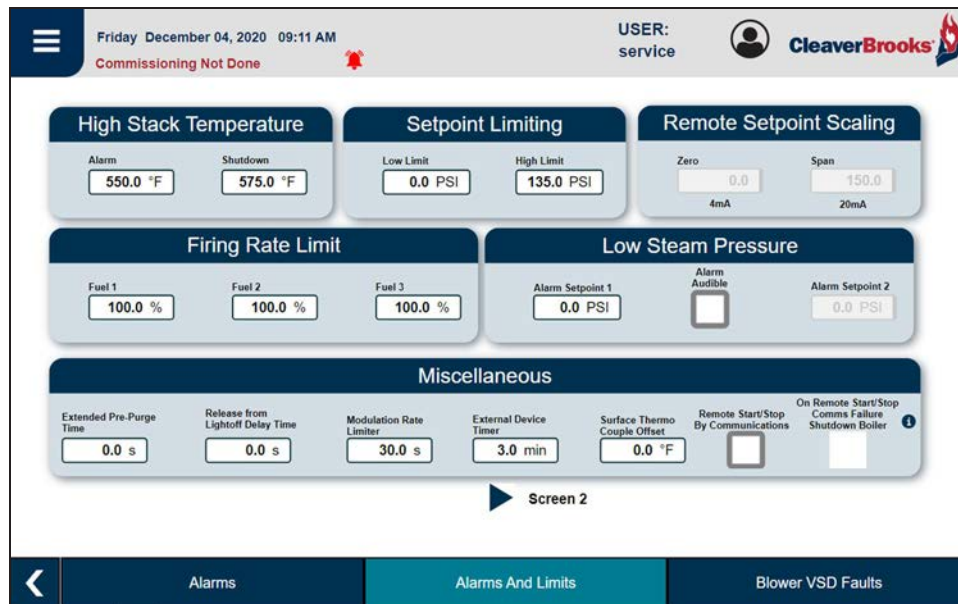 Friday December 04, 2020 09:11 AM
Commissioning Not Done
USER:
service
CleaverBrooks
High Stack Temperature
Alarm
Shutdown
550.0 °F
575.0 °F
Setpoint Limiting
Low Limit
High Limit
0.0 PSI
135.0 PSI
Remote Setpoint Scaling
Zero
Span
0.0
150.0
4mA
20mA
Firing Rate Limit
Fuel 1
Fuel 2
Fuel 3
100.0 %
100.0 %
100.0 %
Low Steam Pressure
Alarm Setpoint 1
Alarm
Audible
Alarm Setpoint 2
0.0 PSI
0.0 PSI
Miscellaneous
Extended Pre-Purge
Time
0.0 s
Release from
Lightoff Delay Time
0.0 s
Modulation Rate
Limiter
30.0 s
External Device
Timer
3.0 min
Surface Thermo
Couple Offset
0.0 °F
Remote Start/Stop
By Communications
On Remote Start/Stop
Comms Failure
Shutdown Boiler
i
Screen 2
Alarms
Alarms And Limits
Blower VSD Faults